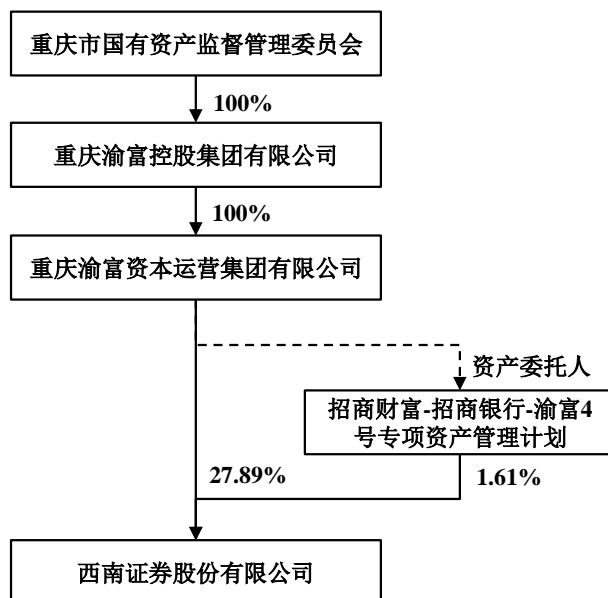 重庆市国有资产监督管理委员会
100%
重庆渝富控股集团有限公司
100%
重庆渝富资本运营集团有限公司
资产委托人
招商财富-招商银行-渝富4
号专项资产管理计划
27.89%
1.61%
西南证券股份有限公司